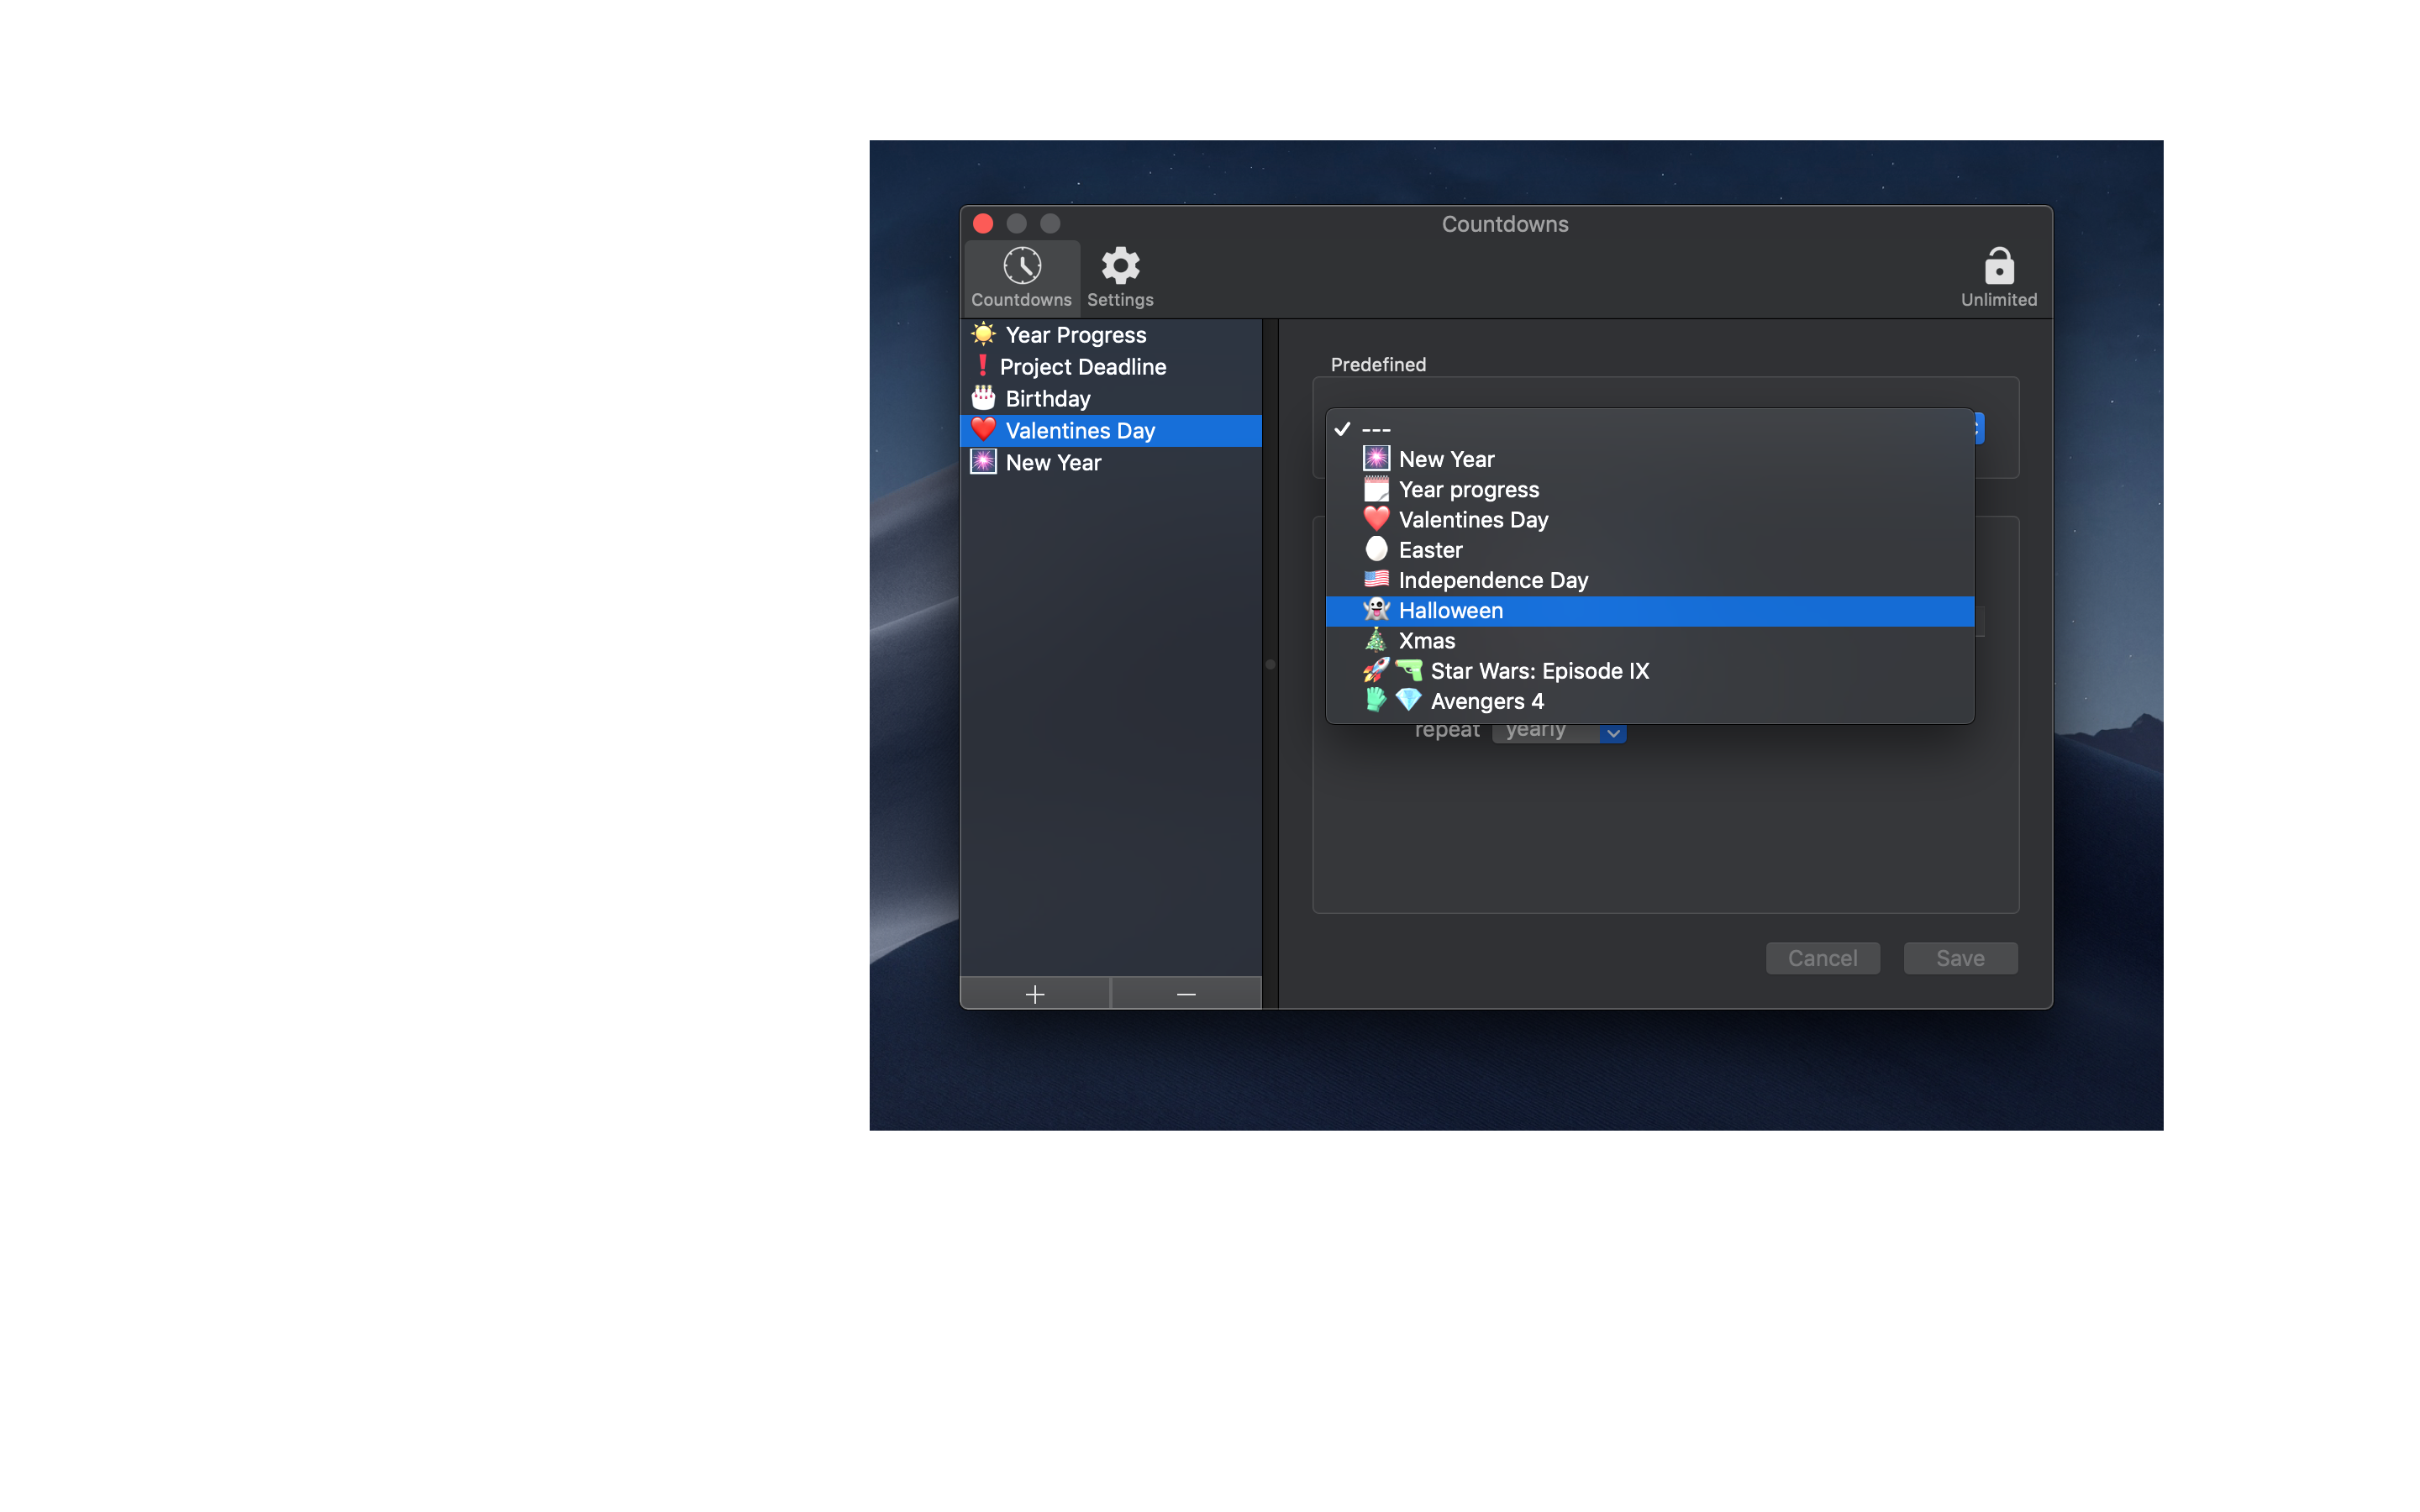 Countdowns
Countdowns
Settings
Unlimited
Year Progress
Project Deadline
Birthday
Valentines Day
New Year
Predefined
---
New Year
Year progress
Valentines Day
Easter
Independence Day
Halloween
Xmas
Star Wars: Episode IX
Avengers 4
repeat yearly
Cancel
Save